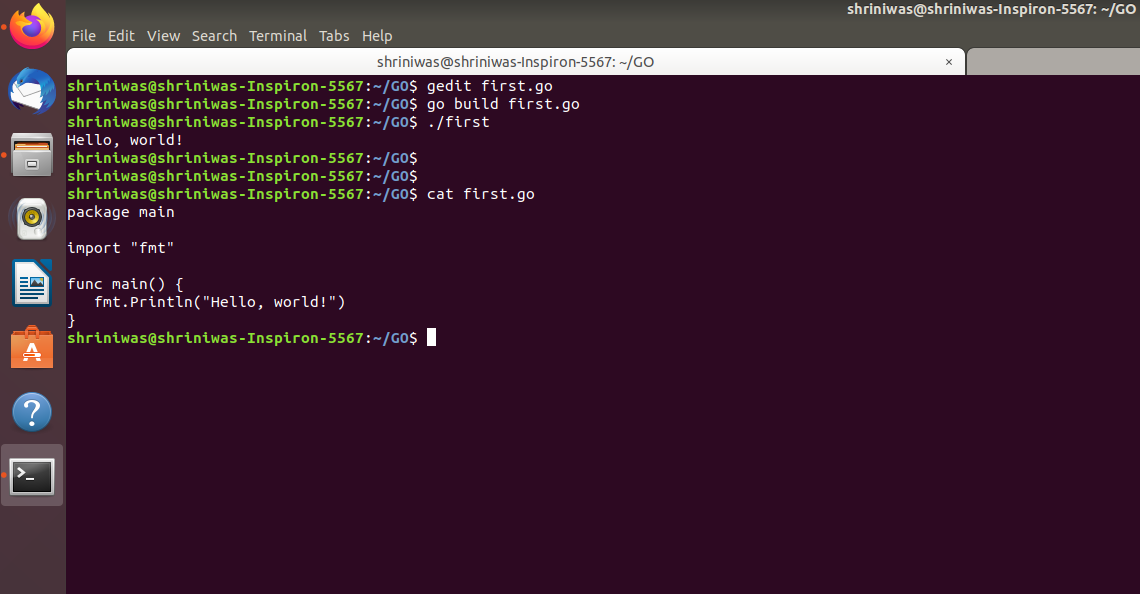 shriniwas@shriniwas-Inspiron-5567: ~/GO
File Edit View Search Terminal Tabs Help
shriniwas@shriniwas-Inspiron-5567: ~/GO ×
shriniwas@shriniwas-Inspiron-5567:~/GO$ gedit first.go
shriniwas@shriniwas-Inspiron-5567:~/GO$ go build first.go
shriniwas@shriniwas-Inspiron-5567:~/GO$ ./first
Hello, world!
shriniwas@shriniwas-Inspiron-5567:~/GO$
shriniwas@shriniwas-Inspiron-5567:~/GO$
shriniwas@shriniwas-Inspiron-5567:~/GO$ cat first.go
package main

import "fmt"

func main() {
   fmt.Println("Hello, world!")
}
shriniwas@shriniwas-Inspiron-5567:~/GO$